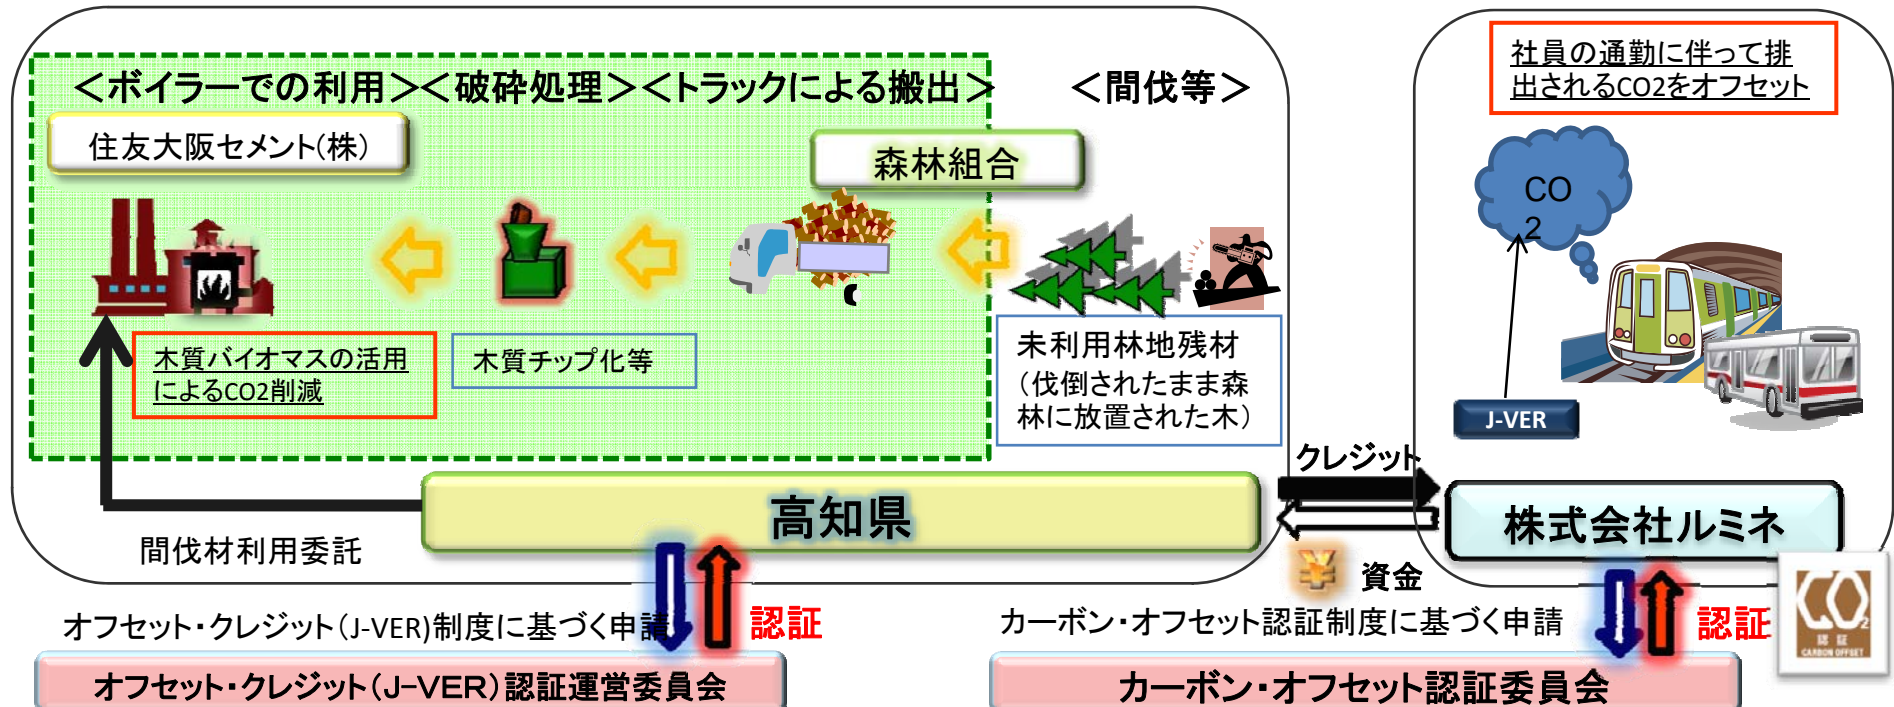 <ボイラーでの利用><破砕処理><トラックによる搬出>
<間伐等>
住友大阪セメント(株)
森林組合
木質バイオマスの活用
によるCO2削減
木質チップ化等
未利用林地残材
(伐倒されたまま森
林に放置された木)
高知県
間伐材利用委託
クレジット
資金
¥
社員の通勤に伴って排
出されるCO2をオフセット
CO
2
J-VER
株式会社ルミネ
オフセット・クレジット(J-VER)制度に基づく申請
認証
オフセット・クレジット(J-VER)認証運営委員会
カーボン・オフセット認証制度に基づく申請
認証
カーボン・オフセット認証委員会
CO2
認証
CARBON OFFSET